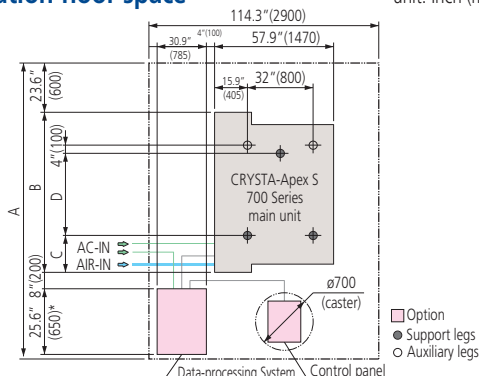 ation floor space
unit: inch (m
114.3"(2900)
30.9"
(785)
4"(100)
57.9"(1470)
23.6"
(600)
15.9"
(405)
32"(800)
4"(100)
A
B
D
C
CRYSTA-Apex S
700 Series
main unit
AC-IN
AIR-IN
8"(200)
25.6"
(650)*
ø700
(caster)
Option
Support legs
Auxiliary legs
Data-processing System
Control panel